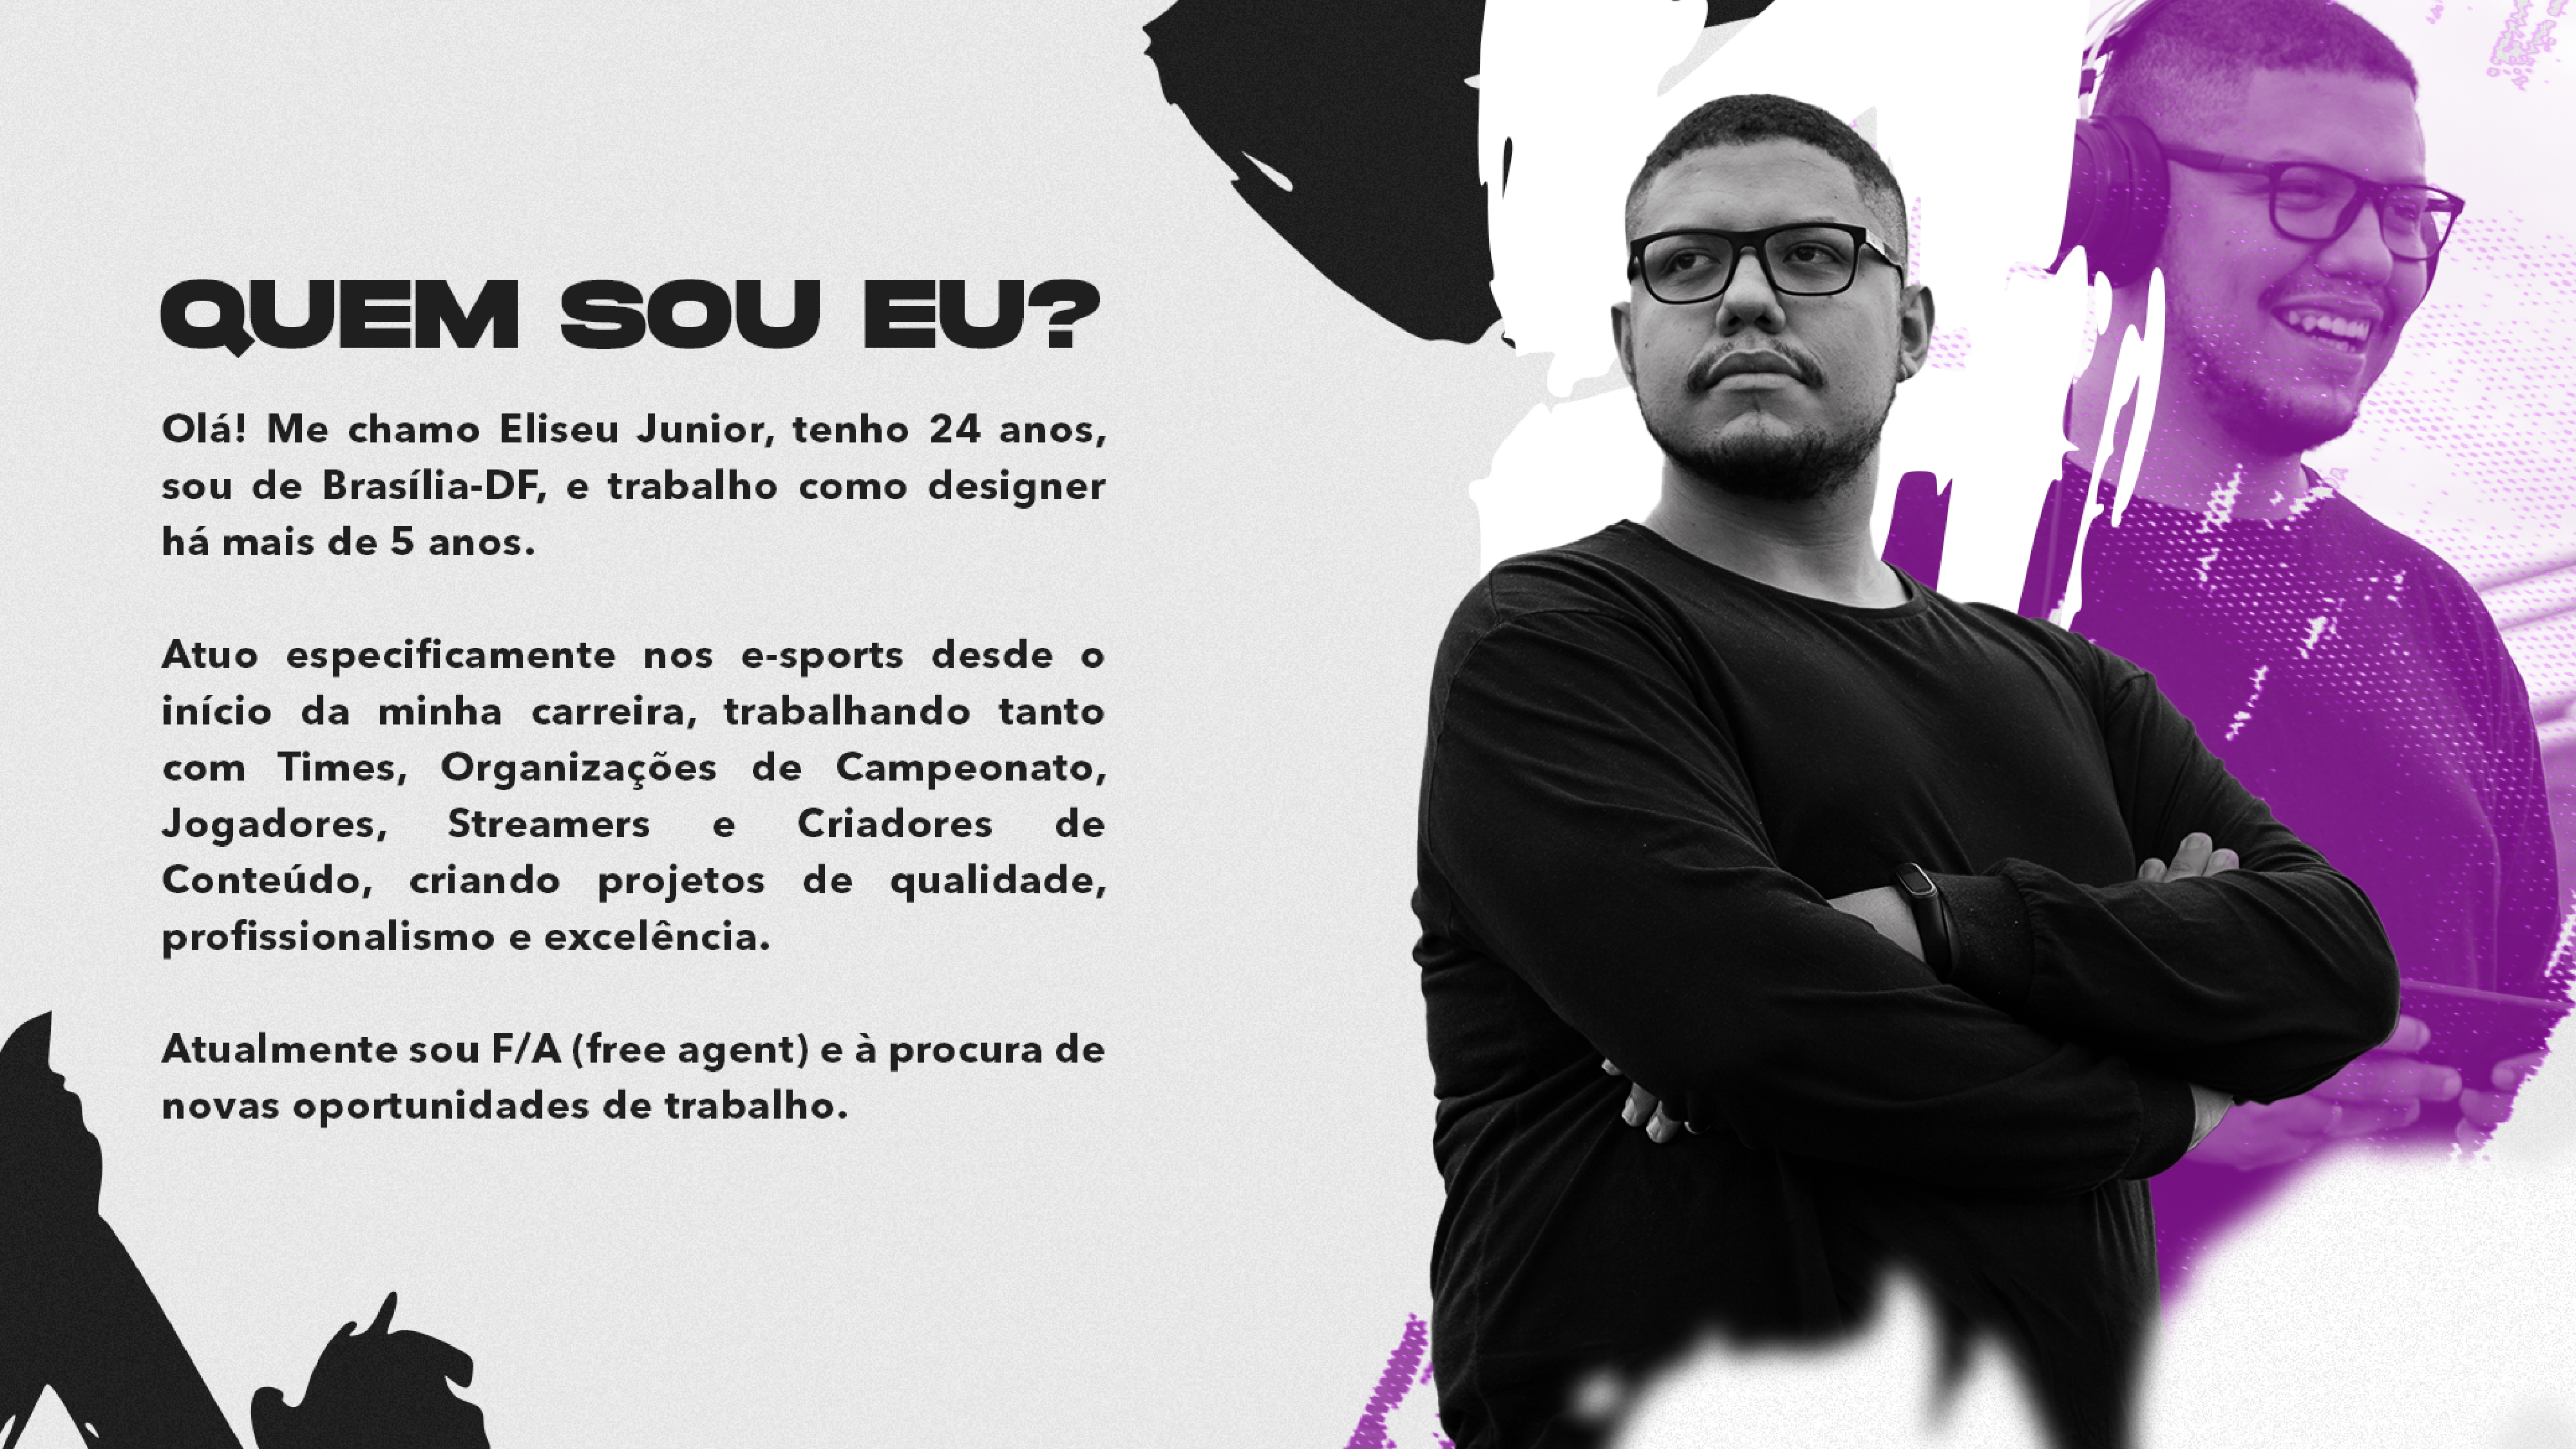 QUEM SOU EU?
Olá! Me chamo Eliseu Junior, tenho 24 anos,
sou de Brasília-DF, e trabalho como designer
há mais de 5 anos.
Atuo especificamente nos e-sports desde o
início da minha carreira, trabalhando tanto
com Times, Organizações de Campeonato,
Jogadores, Streamers e Criadores de
Conteúdo, criando projetos de qualidade,
profissionalismo e excelência.
Atualmente sou F/A (free agent) e à procura de
novas oportunidades de trabalho.